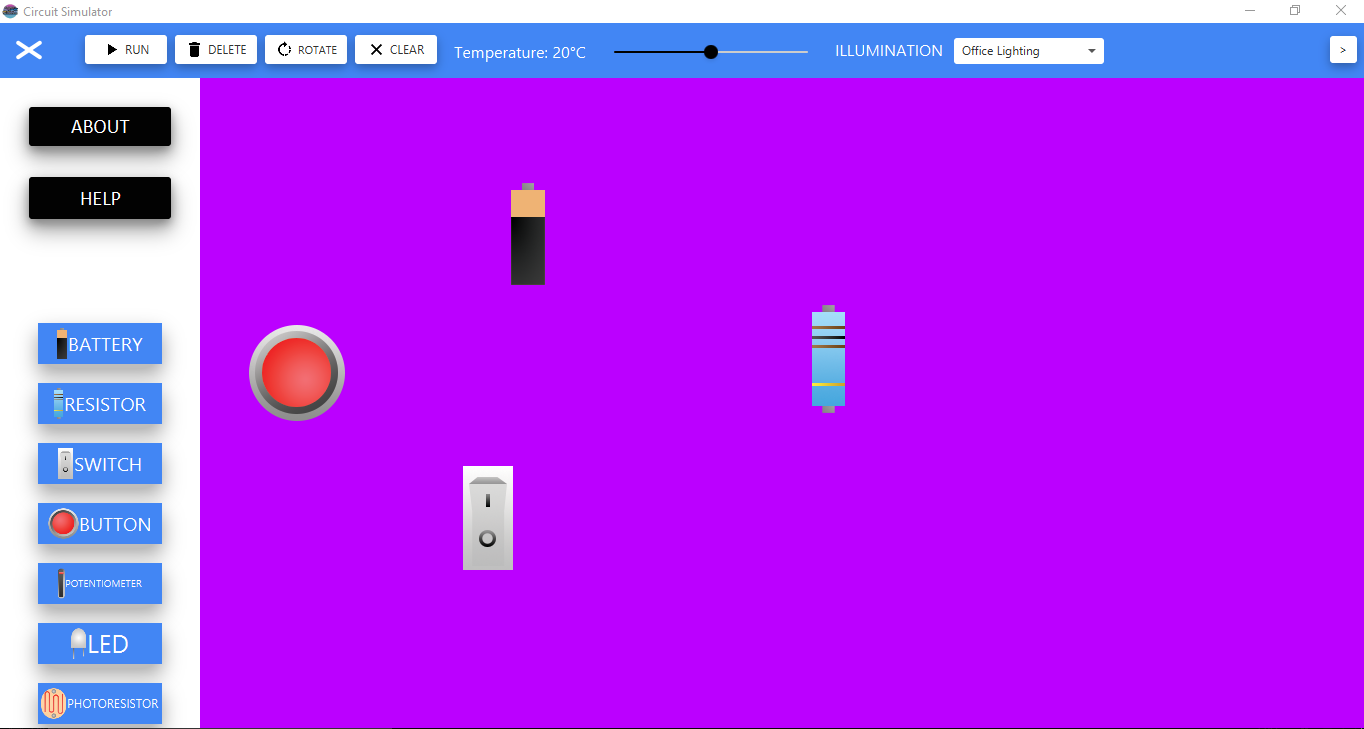 Circuit Simulator
RUN DELETE ROTATE CLEAR Temperature: 20°C ILLUMINATION Office Lighting >
ABOUT
HELP
BATTERY
RESISTOR
SWITCH
BUTTON
POTENTIOMETER
LED
PHOTORESISTOR